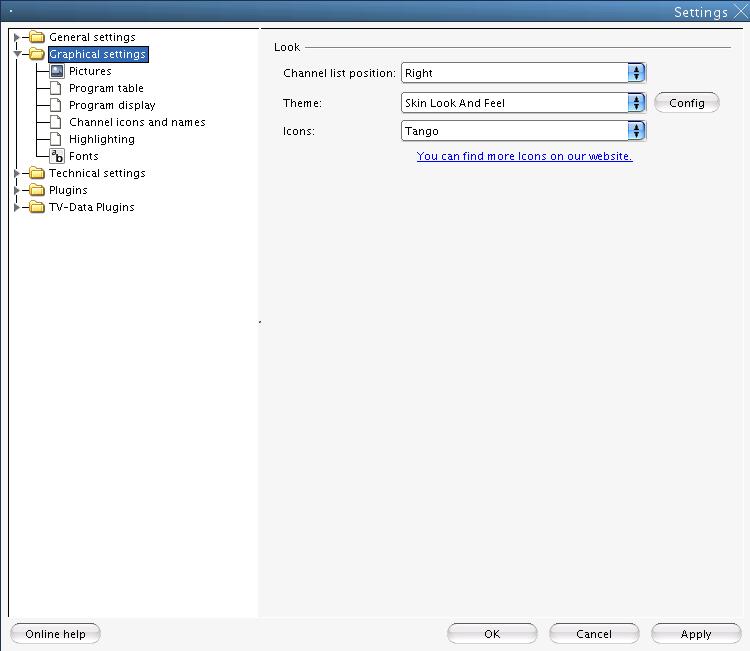 Settings
General settings
Graphical settings
Pictures
Program table
Program display
Channel icons and names
Highlighting
Fonts
Technical settings
Plugins
TV-Data Plugins
Look
Channel list position: Right
Theme: Skin Look And Feel Config
Icons: Tango
You can find more Icons on our website.
Online help OK Cancel Apply